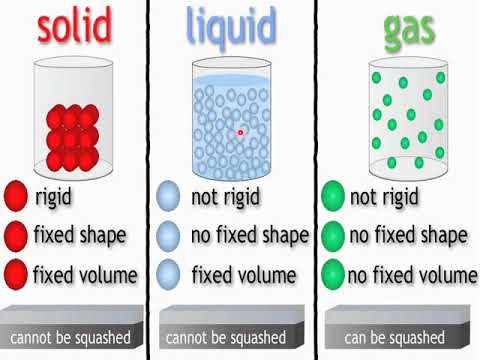 solid
rigid
fixed shape
fixed volume
cannot be squashed
liquid
not rigid
no fixed shape
fixed volume
cannot be squashed
gas
not rigid
no fixed shape
no fixed volume
can be squashed